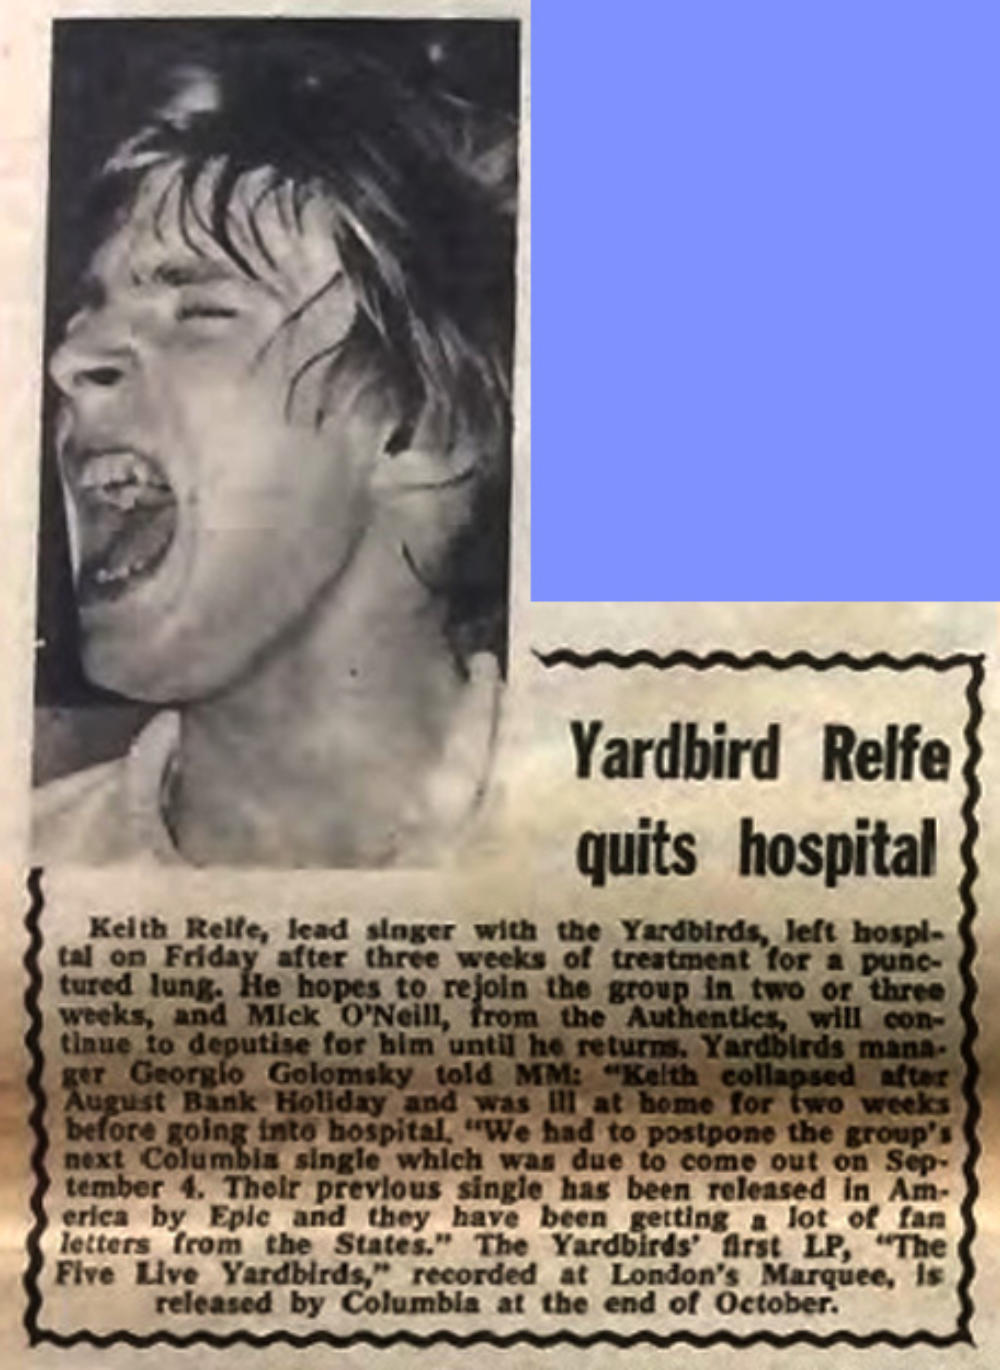 Yardbird Relfe
quits hospital
Keith Relfe, lead singer with the Yardbirds, left hospi-
tal on Friday after three weeks of treatment for a punc-
tured lung. He hopes to rejoin the group in two or three
weeks, and Mick O'Neill, from the Authentics, will con-
tinue to deputise for him until he returns. Yardbirds mana-
ger Georgio Golomsky told MM: "Keith collapsed after
August Bank Holiday and was ill at home for two weeks
before going into hospital. "We had to postpone the group's
next Columbia single which was due to come out on Sep-
tember 4. Their previous single has been released in Am-
erica by Epic and they have been getting a lot of fan
letters from the States." The Yardbirds' first LP, "The
Five Live Yardbirds," recorded at London's Marquee, is
released by Columbia at the end of October.